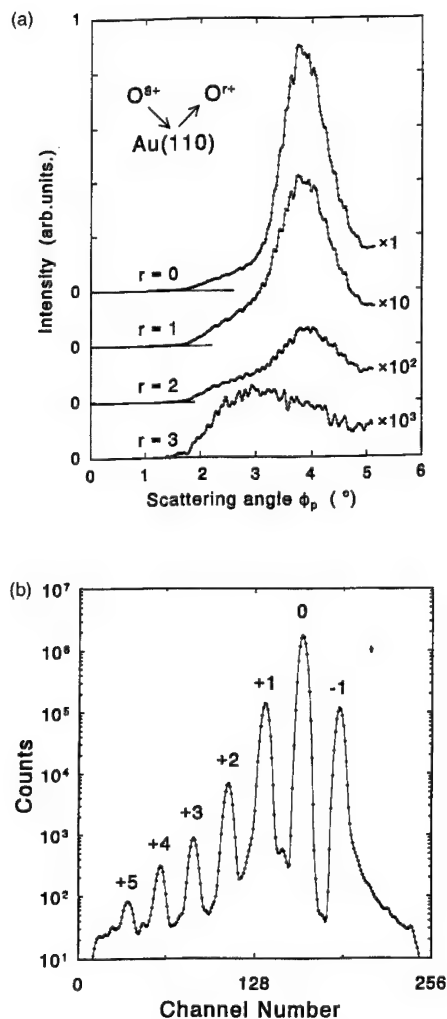 (a)
1
O⁸⁺ O^r+
Au(110)
Intensity (arb.units.)
r = 0
×1
0
r = 1
×10
0
r = 2
×10²
0
r = 3
×10³
0
0 1 2 3 4 5 6
Scattering angle ϕₚ (°)
(b)
10⁷
10⁶
10⁵
10⁴
10³
10²
10¹
Counts
0
+1
-1
+2
+3
+4
+5
0 128 256
Channel Number